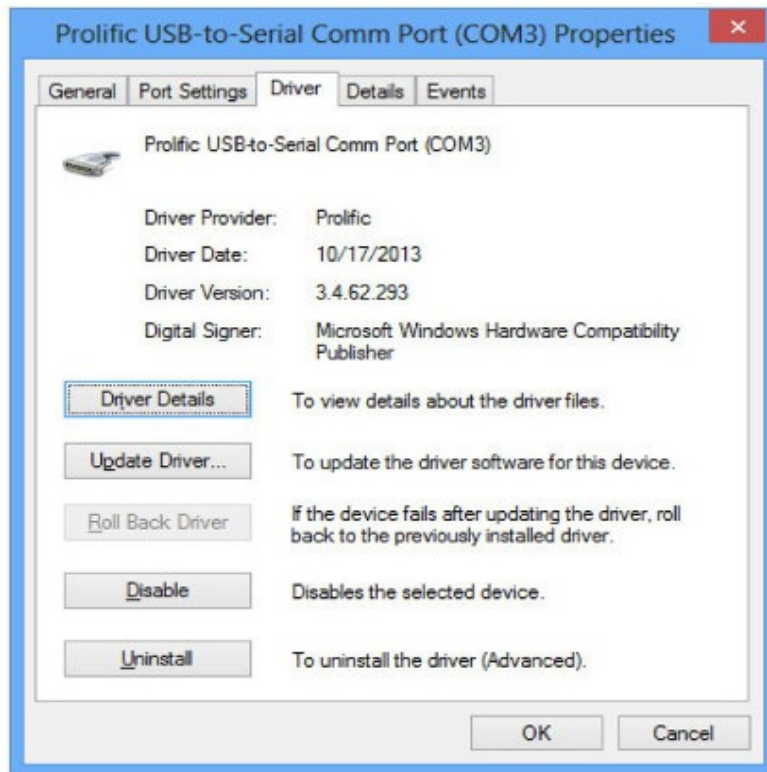 Prolific USB-to-Serial Comm Port (COM3) Properties
General Port Settings Driver Details Events
Prolific USB-to-Serial Comm Port (COM3)
Driver Provider: Prolific
Driver Date: 10/17/2013
Driver Version: 3.4.62.293
Digital Signer: Microsoft Windows Hardware Compatibility
Publisher
Driver Details To view details about the driver files.
Update Driver... To update the driver software for this device.
Roll Back Driver If the device fails after updating the driver, roll
back to the previously installed driver.
Disable Disables the selected device.
Uninstall To uninstall the driver (Advanced).
OK Cancel